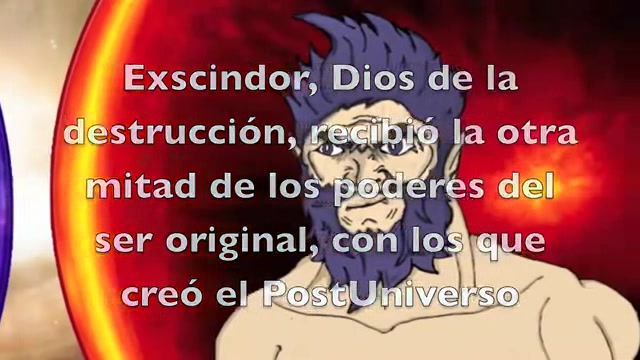 Exscindor, Dios de la
destrucción, recibió la otra
mitad de los poderes del
ser original, con los que
creó el PostUniverso